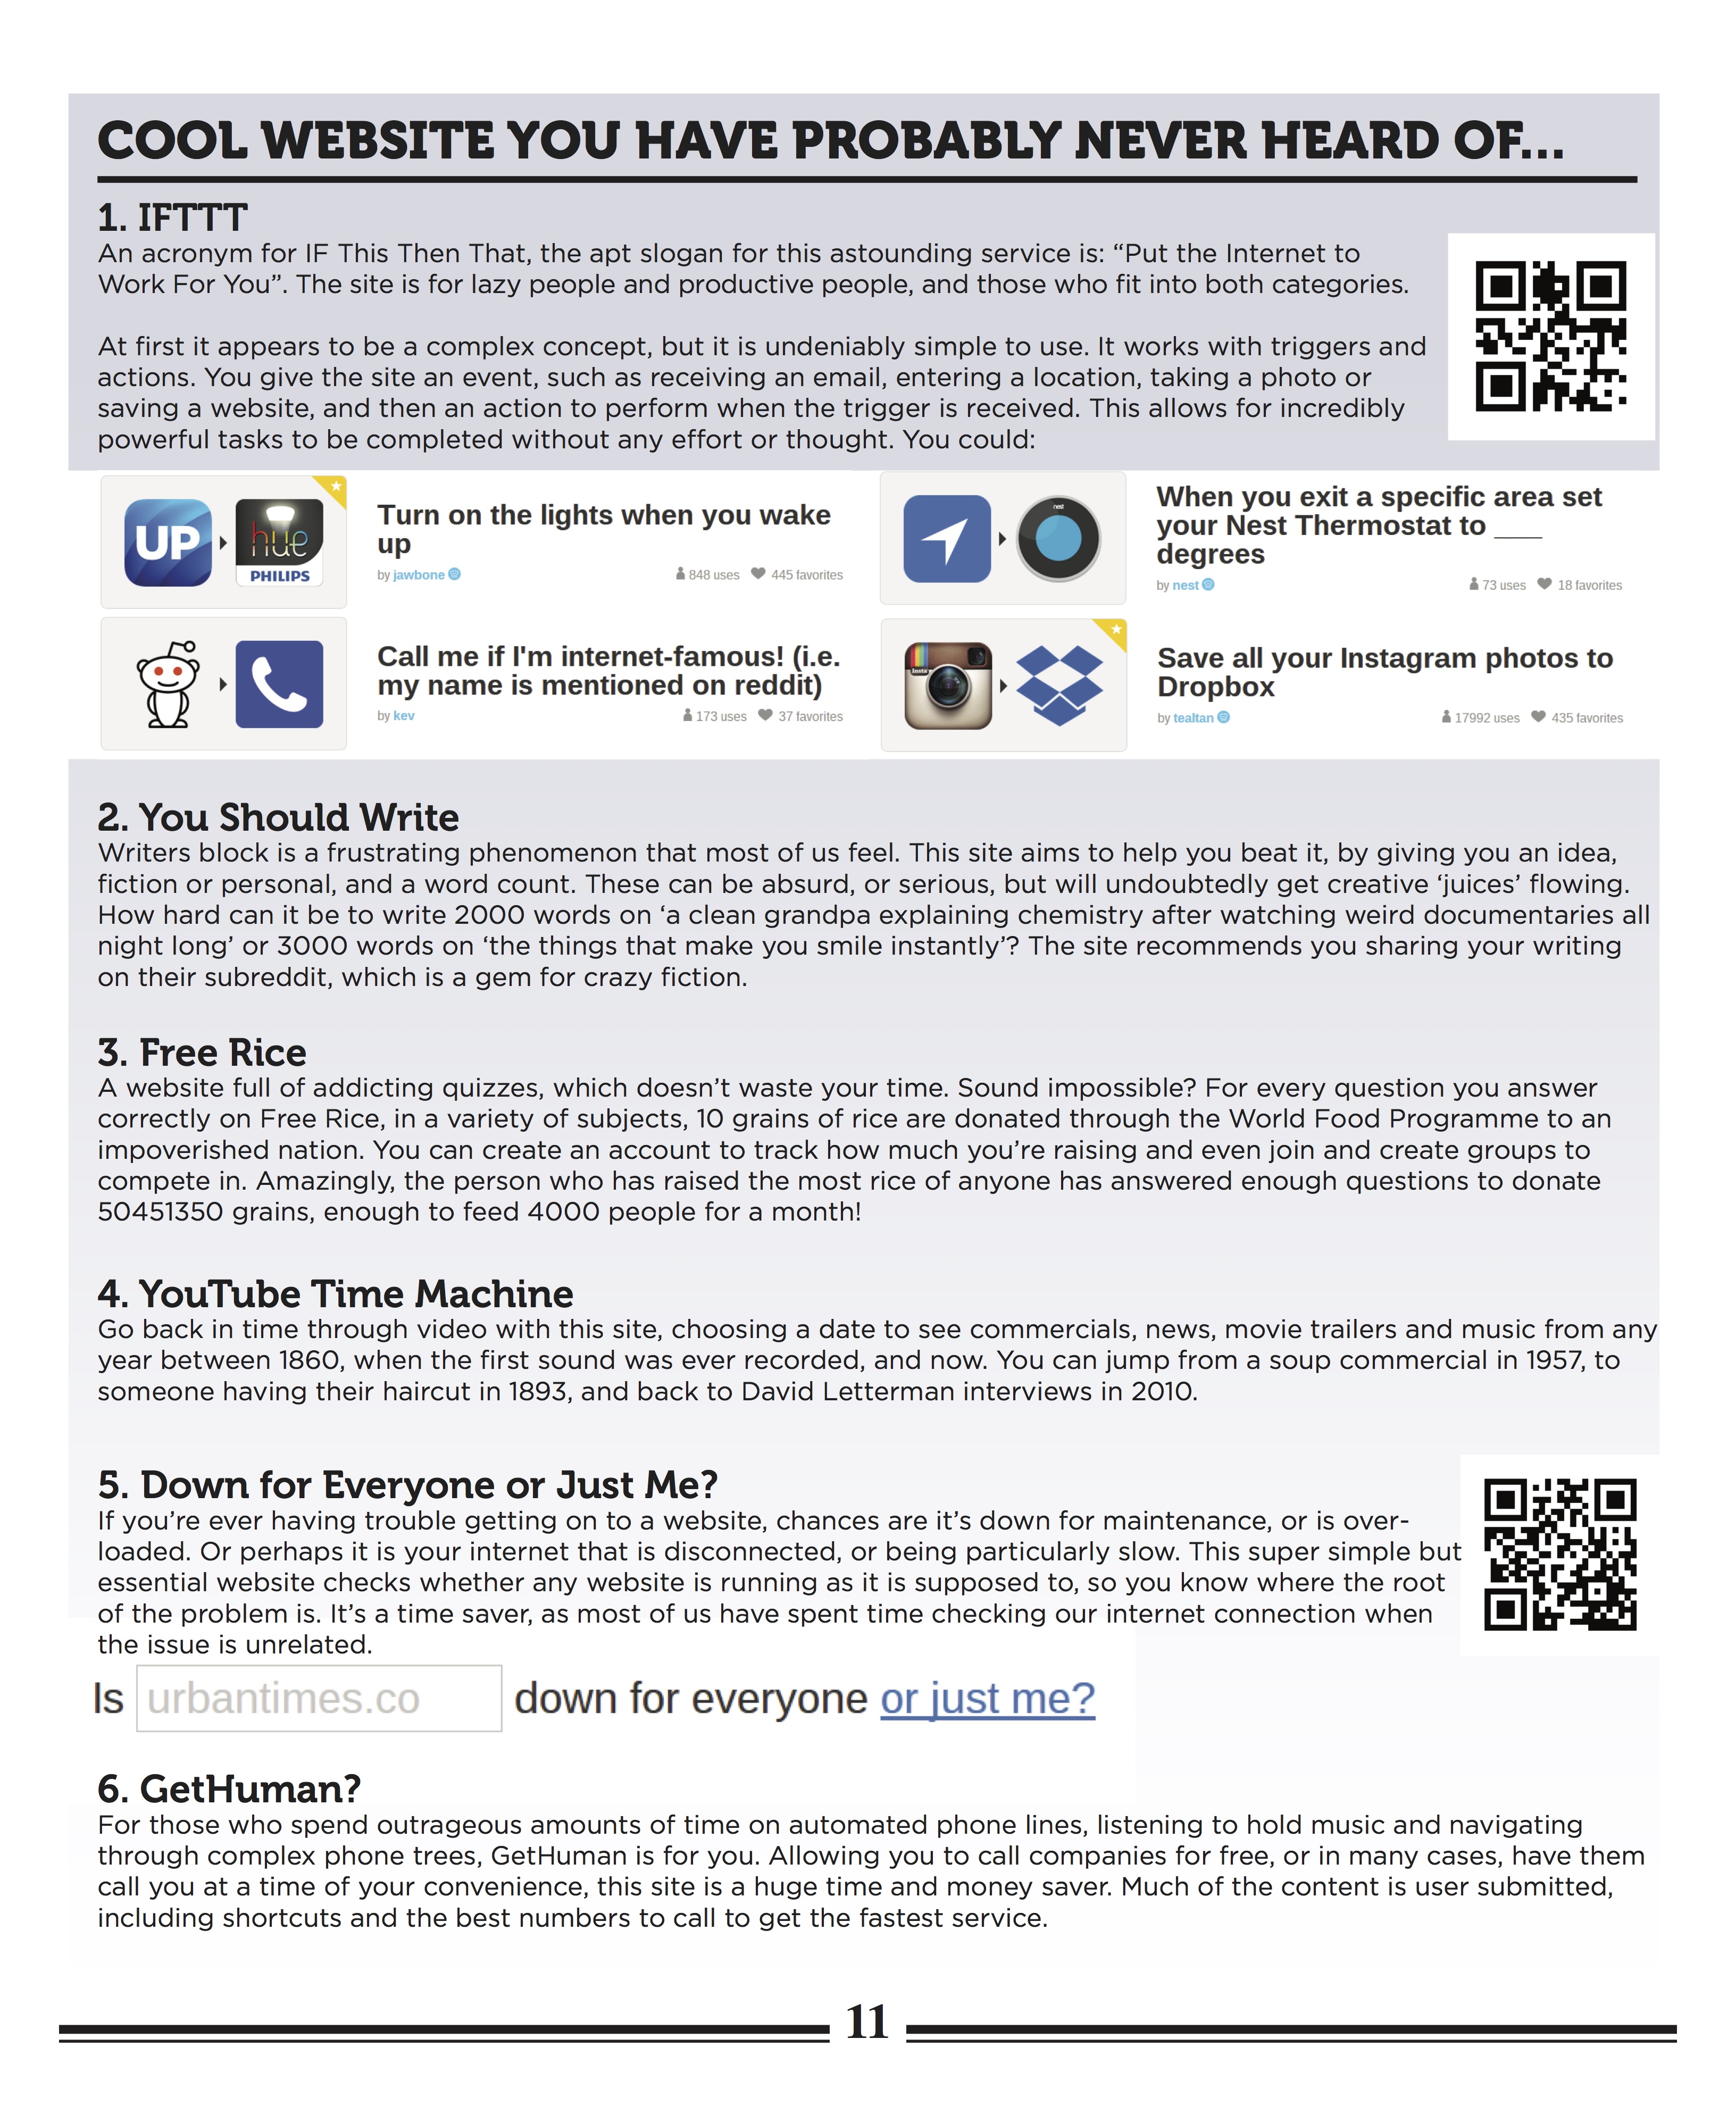 COOL WEBSITE YOU HAVE PROBABLY NEVER HEARD OF...
1. IFTTT
An acronym for IF This Then That, the apt slogan for this astounding service is: “Put the Internet to
Work For You”. The site is for lazy people and productive people, and those who fit into both categories.
At first it appears to be a complex concept, but it is undeniably simple to use. It works with triggers and
actions. You give the site an event, such as receiving an email, entering a location, taking a photo or
saving a website, and then an action to perform when the trigger is received. This allows for incredibly
powerful tasks to be completed without any effort or thought. You could:
UP
hue
PHILIPS
Turn on the lights when you wake
up
by jawbone
848 uses 445 favorites
nest
When you exit a specific area set
your Nest Thermostat to ___
degrees
by nest
73 uses 18 favorites
Call me if I'm internet-famous! (i.e.
my name is mentioned on reddit)
by kev
173 uses 37 favorites
Insta
Save all your Instagram photos to
Dropbox
by tealtan
17992 uses 435 favorites
2. You Should Write
Writers block is a frustrating phenomenon that most of us feel. This site aims to help you beat it, by giving you an idea,
fiction or personal, and a word count. These can be absurd, or serious, but will undoubtedly get creative ‘juices’ flowing.
How hard can it be to write 2000 words on ‘a clean grandpa explaining chemistry after watching weird documentaries all
night long’ or 3000 words on ‘the things that make you smile instantly’? The site recommends you sharing your writing
on their subreddit, which is a gem for crazy fiction.
3. Free Rice
A website full of addicting quizzes, which doesn’t waste your time. Sound impossible? For every question you answer
correctly on Free Rice, in a variety of subjects, 10 grains of rice are donated through the World Food Programme to an
impoverished nation. You can create an account to track how much you’re raising and even join and create groups to
compete in. Amazingly, the person who has raised the most rice of anyone has answered enough questions to donate
50451350 grains, enough to feed 4000 people for a month!
4. YouTube Time Machine
Go back in time through video with this site, choosing a date to see commercials, news, movie trailers and music from any
year between 1860, when the first sound was ever recorded, and now. You can jump from a soup commercial in 1957, to
someone having their haircut in 1893, and back to David Letterman interviews in 2010.
5. Down for Everyone or Just Me?
If you’re ever having trouble getting on to a website, chances are it’s down for maintenance, or is over-
loaded. Or perhaps it is your internet that is disconnected, or being particularly slow. This super simple but
essential website checks whether any website is running as it is supposed to, so you know where the root
of the problem is. It’s a time saver, as most of us have spent time checking our internet connection when
the issue is unrelated.
Is urbantimes.co down for everyone or just me?
6. GetHuman?
For those who spend outrageous amounts of time on automated phone lines, listening to hold music and navigating
through complex phone trees, GetHuman is for you. Allowing you to call companies for free, or in many cases, have them
call you at a time of your convenience, this site is a huge time and money saver. Much of the content is user submitted,
including shortcuts and the best numbers to call to get the fastest service.
11